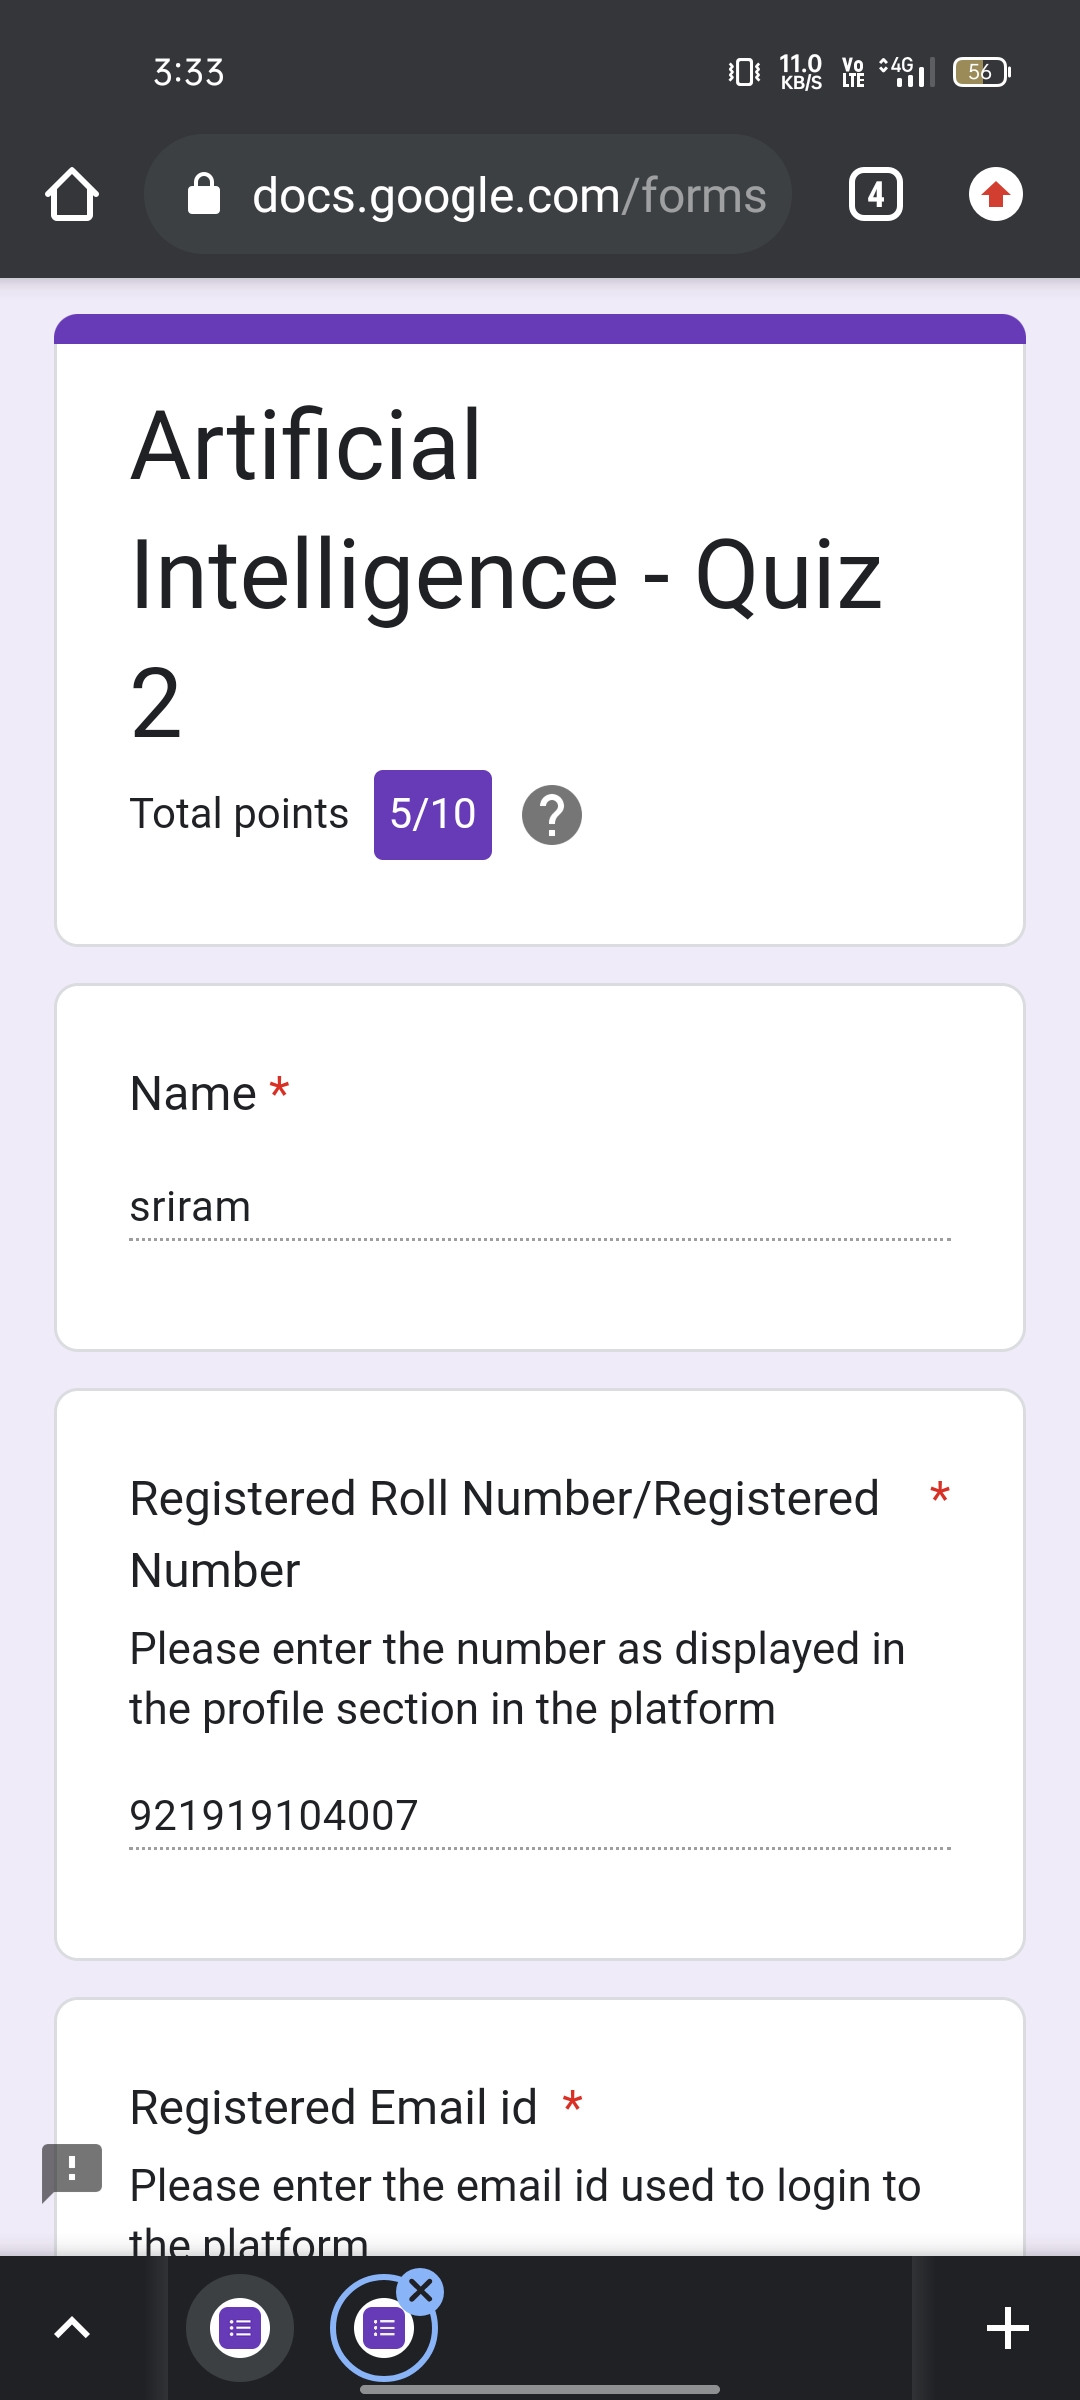 3:33
11.0
KB/S
Vo
LTE
4G
56
docs.google.com/forms
4
Artificial
Intelligence - Quiz
2
Total points 5/10
?
Name *
sriram
Registered Roll Number/Registered *
Number
Please enter the number as displayed in
the profile section in the platform
921919104007
Registered Email id *
Please enter the email id used to login to
the platform